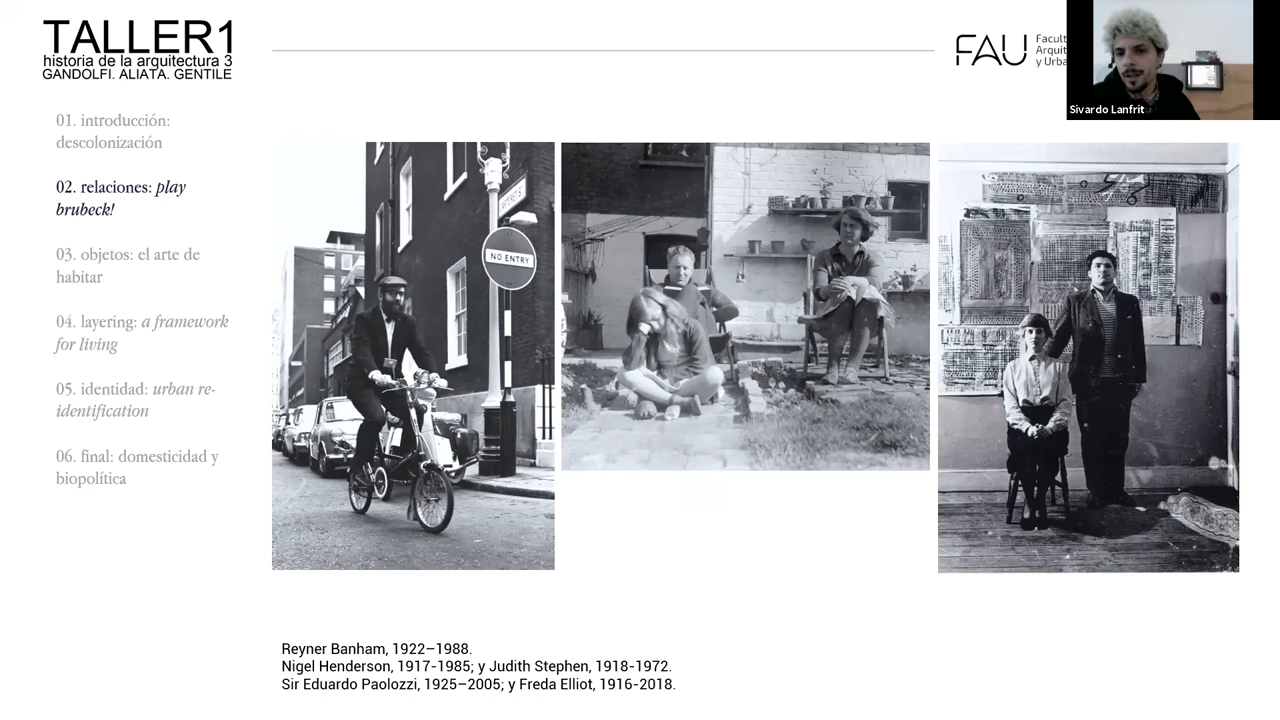 TALLER1
historia de la arquitectura 3
GANDOLFI. ALIATA. GENTILE
FAU
Facult
Arquit
y Urba
Sivardo Lanfrit
01. introducción:
descolonización
02. relaciones: play
brubeck!
03. objetos: el arte de
habitar
04. layering: a framework
for living
05. identidad: urban re-
identification
06. final: domesticidad y
biopolítica
NO ENTRY
Reyner Banham, 1922–1988.
Nigel Henderson, 1917-1985; y Judith Stephen, 1918-1972.
Sir Eduardo Paolozzi, 1925–2005; y Freda Elliot, 1916-2018.